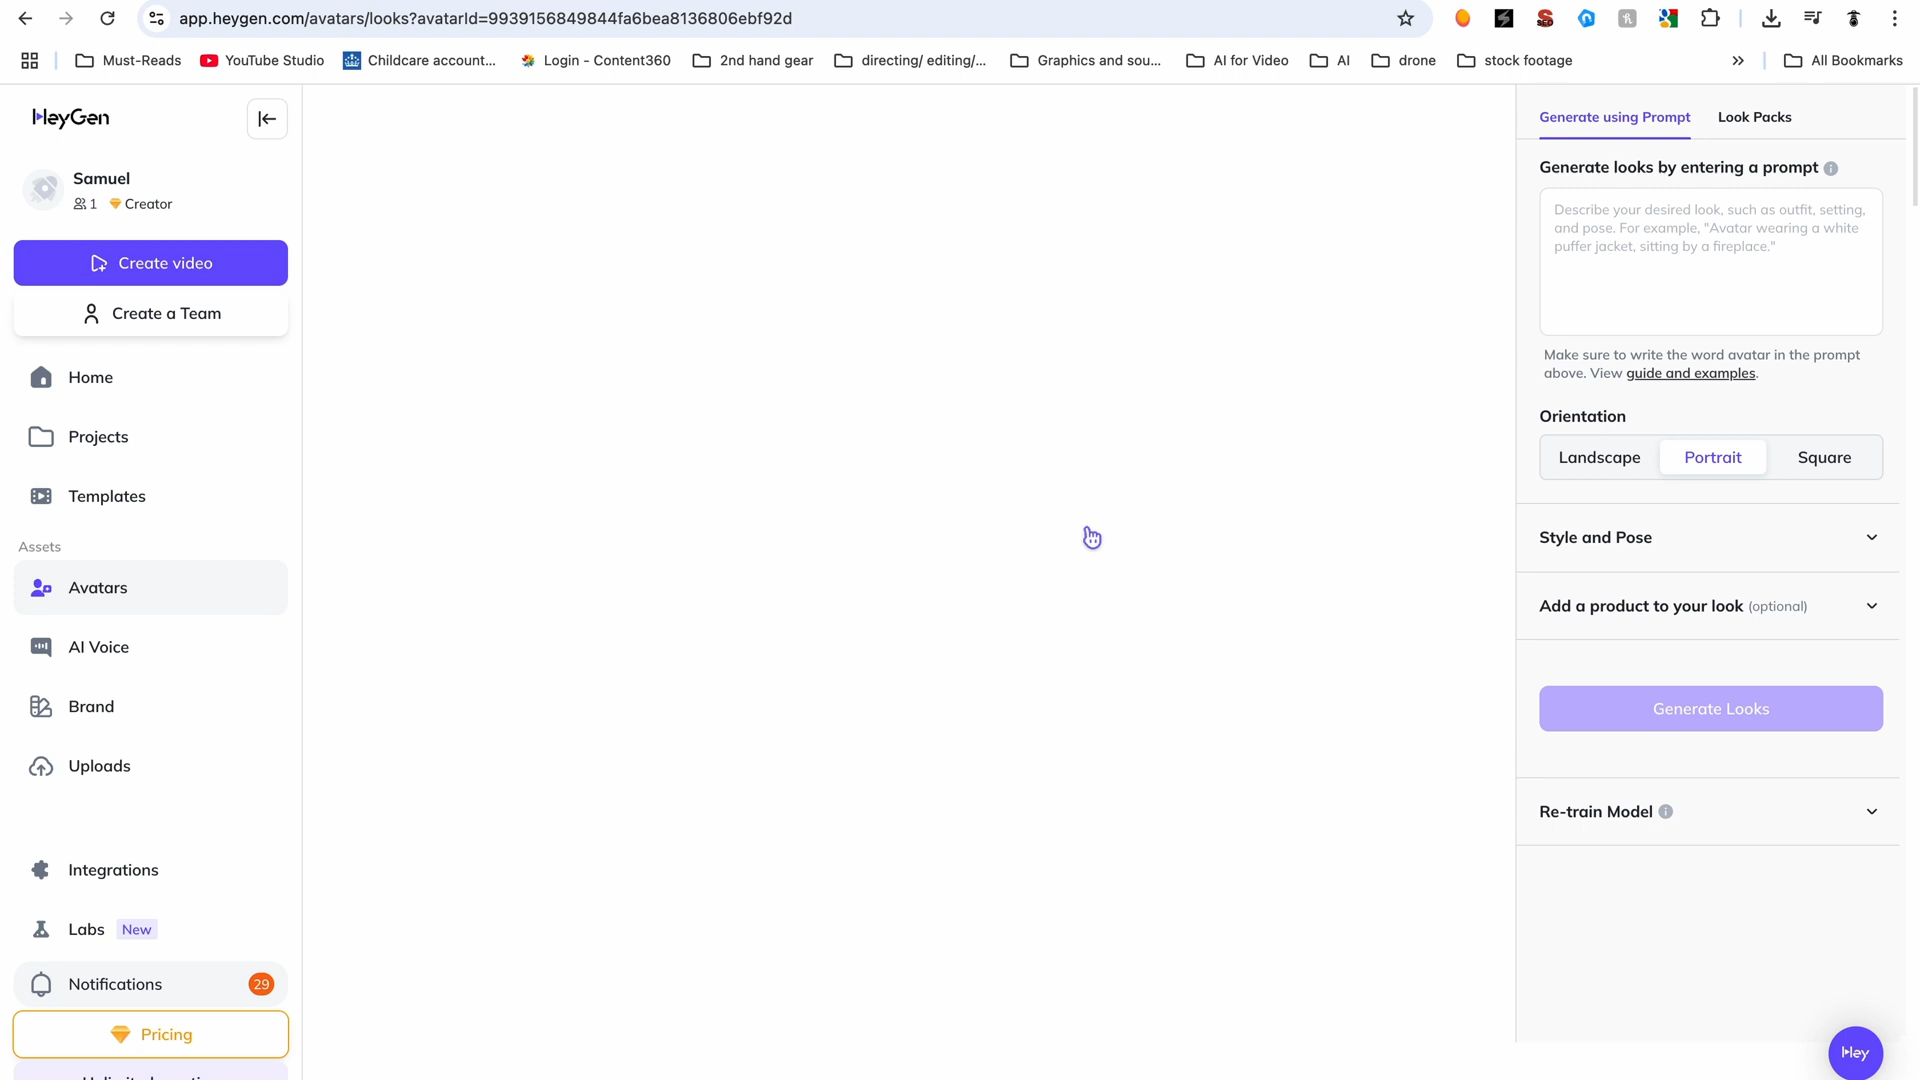 app.heygen.com/avatars/looks?avatarId=9939156849844fa6bea8136806ebf92d
Must-Reads
YouTube Studio
Childcare account...
Login - Content360
2nd hand gear
directing/ editing/...
Graphics and sou...
AI for Video
AI
drone
stock footage
All Bookmarks
HeyGen
Samuel
1 Creator
Create video
Create a Team
Home
Projects
Templates
Assets
Avatars
AI Voice
Brand
Uploads
Integrations
Labs New
Notifications 29
Pricing
Generate using Prompt
Look Packs
Generate looks by entering a prompt
Describe your desired look, such as outfit, setting,
and pose. For example, "Avatar wearing a white
puffer jacket, sitting by a fireplace."
Make sure to write the word avatar in the prompt
above. View guide and examples.
Orientation
Landscape Portrait Square
Style and Pose
Add a product to your look (optional)
Generate Looks
Re-train Model
Hey